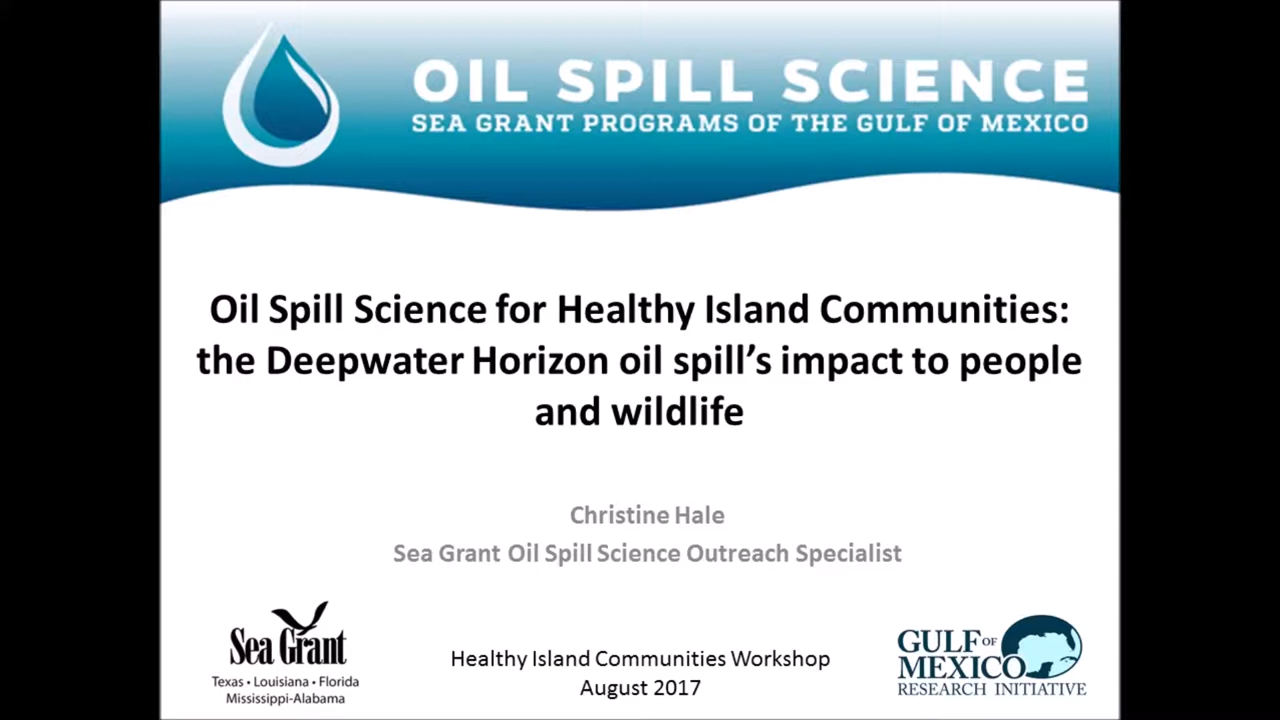 OIL SPILL SCIENCE
SEA GRANT PROGRAMS OF THE GULF OF MEXICO
Oil Spill Science for Healthy Island Communities:
the Deepwater Horizon oil spill's impact to people
and wildlife
Christine Hale
Sea Grant Oil Spill Science Outreach Specialist
Sea Grant
Texas • Louisiana • Florida
Mississippi-Alabama
Healthy Island Communities Workshop
August 2017
GULF OF
MEXICO
RESEARCH INITIATIVE